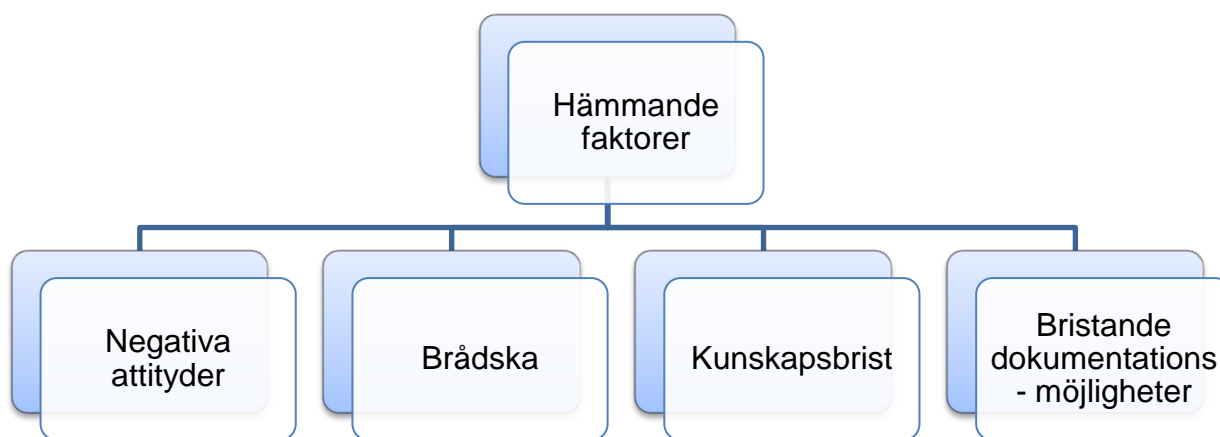 Hämmande
faktorer
Negativa
attityder
Brådska
Kunskapsbrist
Bristande
dokumentations
- möjligheter